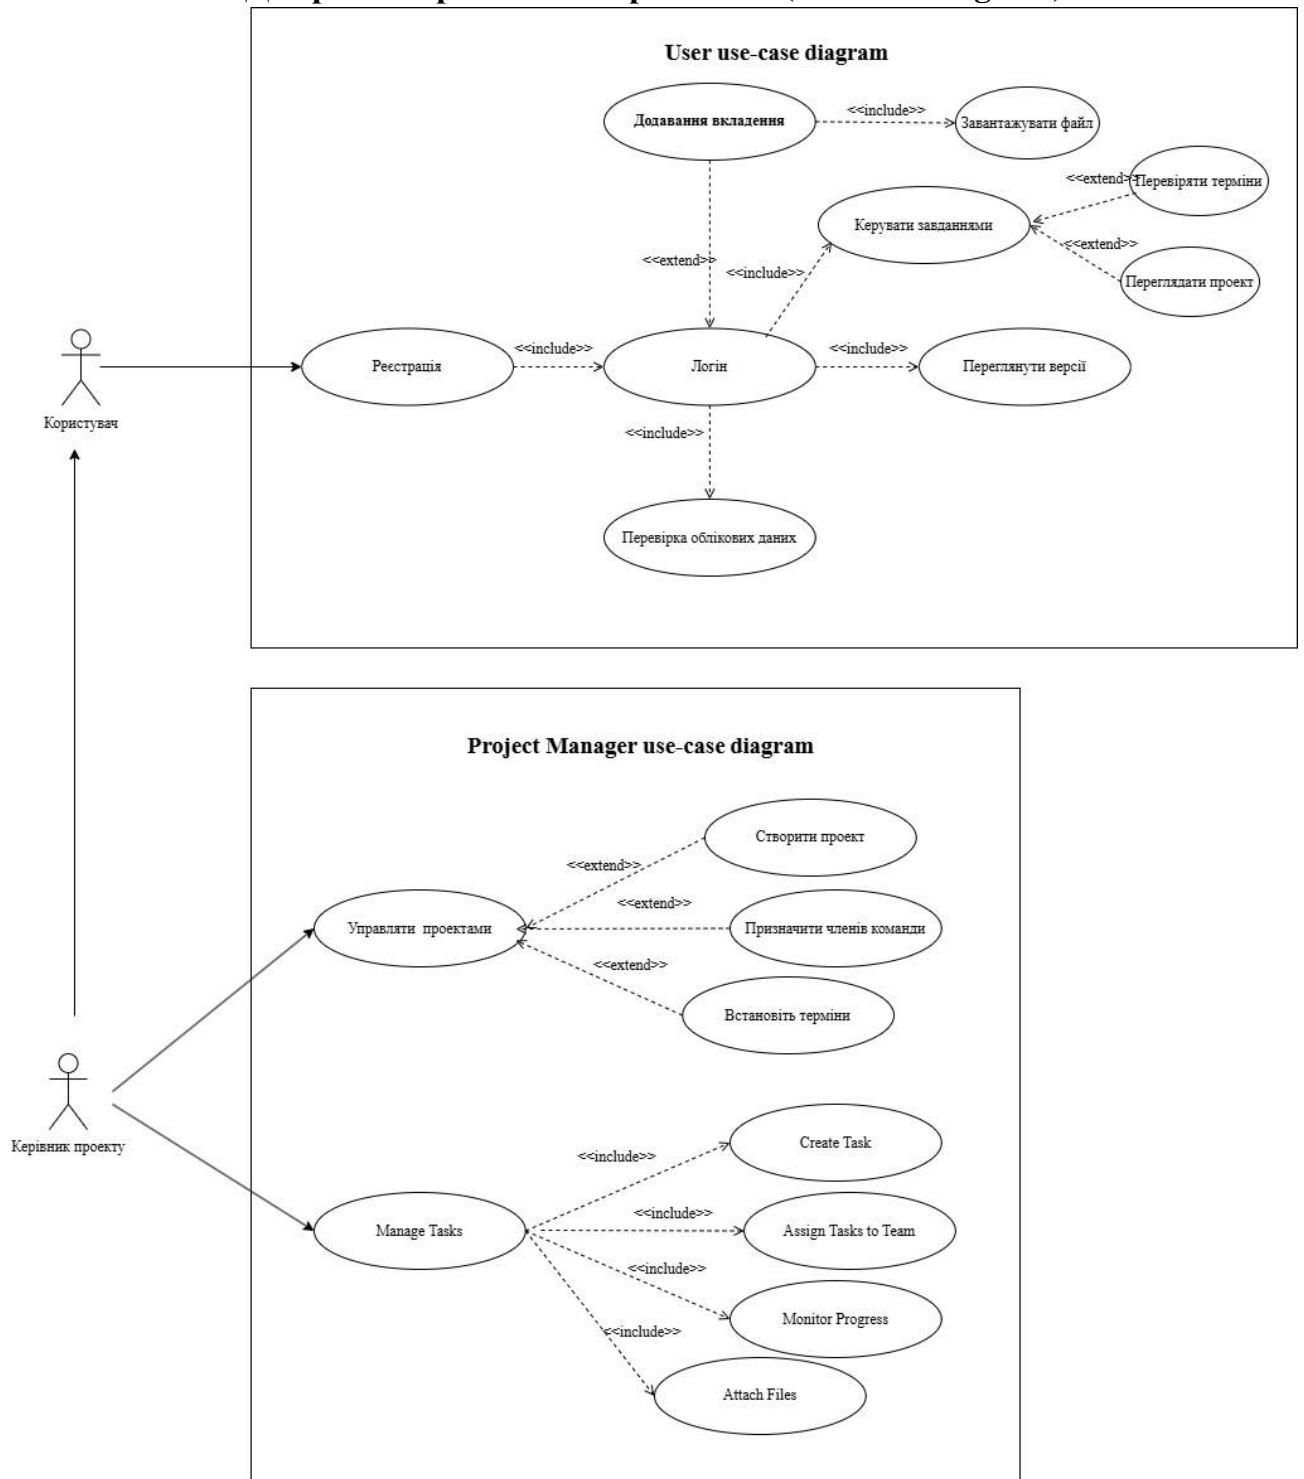 User use-case diagram
Додавання вкладення
<<include>>
Завантажувати файл
<<extend>>
Перевіряти терміни
Керувати завданнями
<<extend>>
Переглядати проект
<<extend>>
<<include>>
Реєстрація
<<include>>
Логін
<<include>>
Переглянути версії
Користувач
<<include>>
Перевірка облікових даних
Project Manager use-case diagram
Створити проект
<<extend>>
<<extend>>
Управляти проектами
Призначити членів команди
<<extend>>
Встановіть терміни
Керівник проекту
Create Task
<<include>>
<<include>>
Manage Tasks
Assign Tasks to Team
<<include>>
Monitor Progress
<<include>>
Attach Files